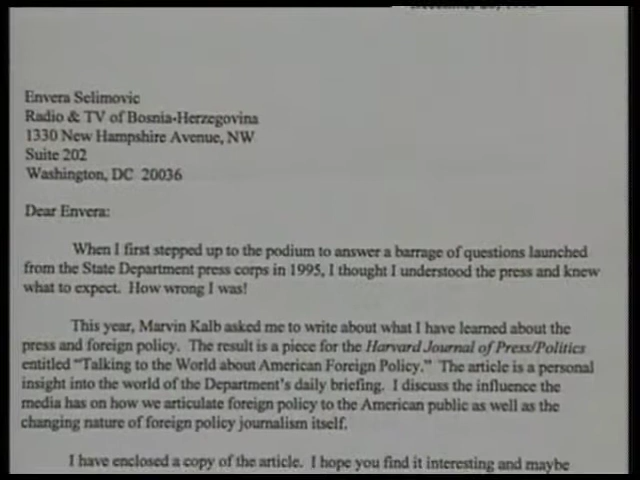 Envera Selimovic
Radio & TV of Bosnia-Herzegovina
1330 New Hampshire Avenue, NW
Suite 202
Washington, DC 20036
Dear Envera:
When I first stepped up to the podium to answer a barrage of questions launched
from the State Department press corps in 1995, I thought I understood the press and knew
what to expect. How wrong I was!
This year, Marvin Kalb asked me to write about what I have learned about the
press and foreign policy. The result is a piece for the Harvard Journal of Press/Politics
entitled “Talking to the World about American Foreign Policy.” The article is a personal
insight into the world of the Department's daily briefing. I discuss the influence the
media has on how we articulate foreign policy to the American public as well as the
changing nature of foreign policy journalism itself.
I have enclosed a copy of the article. I hope you find it interesting and maybe